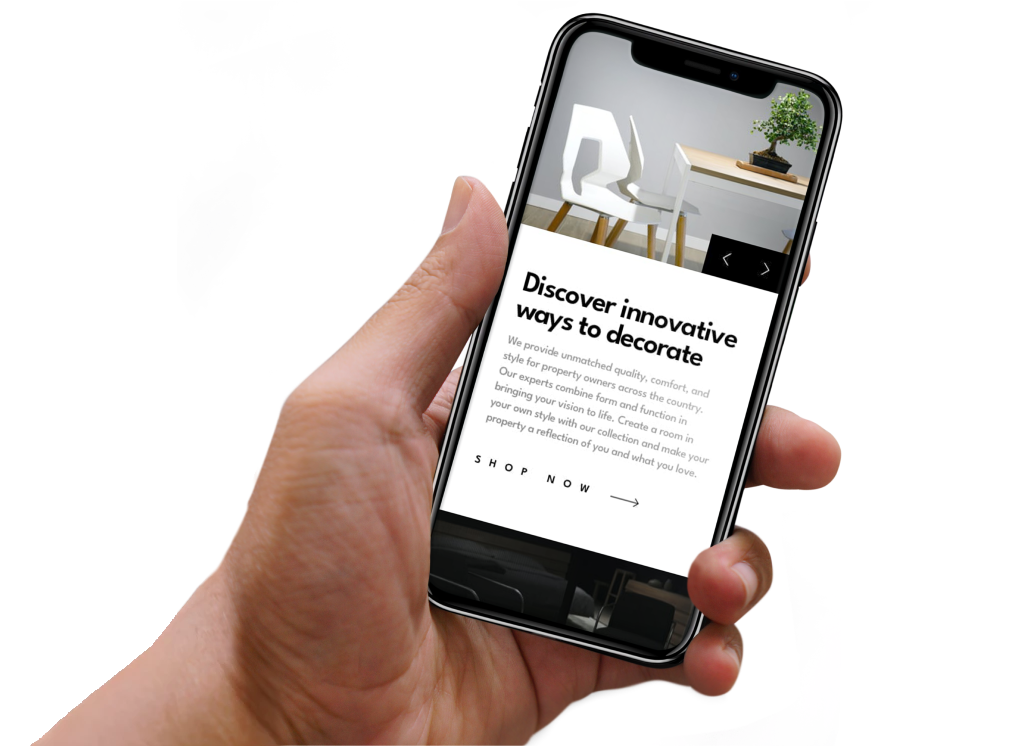 Discover innovative
ways to decorate
We provide unmatched quality, comfort, and
style for property owners across the country.
Our experts combine form and function in
bringing your vision to life. Create a room in
your own style with our collection and make your
property a reflection of you and what you love.
SHOP NOW